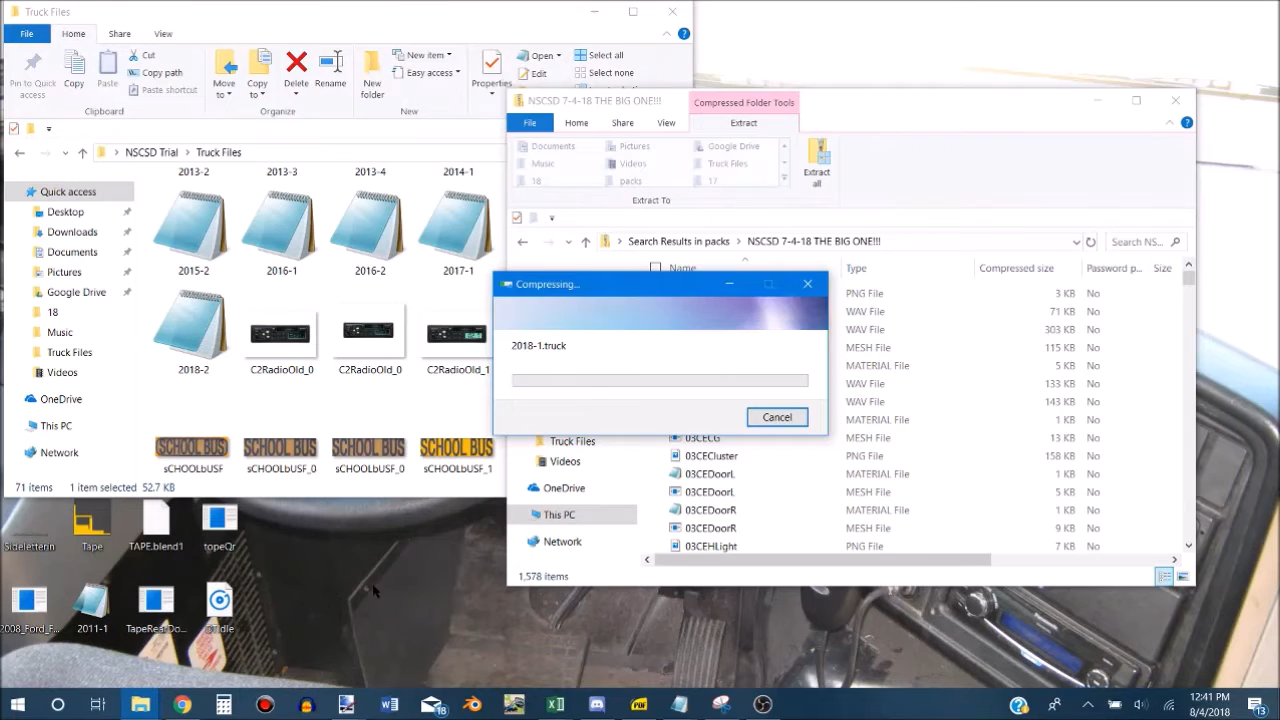 Truck Files
File
Home
Share
View
Pin to Quick access
Copy
Paste
Cut
Copy path
Paste shortcut
Clipboard
Move to
Copy to
Delete
Rename
Organize
New folder
New item
Easy access
New
Properties
Open
Edit
Select all
Select none
NSCSD Trial
Truck Files
Quick access
Desktop
Downloads
Documents
Pictures
Google Drive
18
Music
Truck Files
Videos
OneDrive
This PC
Network
2013-2
2013-3
2013-4
2014-1
2015-2
2016-1
2016-2
2017-1
2018-2
C2RadioOld_0
C2RadioOld_0
C2RadioOld_1
SCHOOL BUS
SCHOOL BUS
SCHOOL BUS
SCHOOL BUS
sCHOOLbUSF
sCHOOLbUSF_0
sCHOOLbUSF_0
sCHOOLbUSF_1
71 items
1 item selected 52.7 KB
NSCSD 7-4-18 THE BIG ONE!!!
Compressed Folder Tools
File
Home
Share
View
Extract
Documents
Pictures
Google Drive
Music
Videos
Truck Files
18
packs
17
Extract To
Extract all
Search Results in packs
NSCSD 7-4-18 THE BIG ONE!!!
Search NS...
Name
Type
Compressed size
Password p...
Size
PNG File 3 KB No
WAV File 71 KB No
WAV File 303 KB No
MESH File 115 KB No
MATERIAL File 5 KB No
WAV File 133 KB No
WAV File 143 KB No
MATERIAL File 1 KB No
03CECG MESH File 13 KB No
03CECluster PNG File 158 KB No
03CEDoorL MATERIAL File 1 KB No
03CEDoorL MESH File 5 KB No
03CEDoorR MATERIAL File 1 KB No
03CEDoorR MESH File 9 KB No
03CEHLight PNG File 7 KB No
Truck Files
Videos
OneDrive
This PC
Network
1,578 items
Compressing...
2018-1.truck
Cancel
Sideletterin
Tape
TAPE.blend1
topeQr
2008_Ford_F...
2011-1
TapeRearDo...
18
PDF
12:41 PM
8/4/2018
13